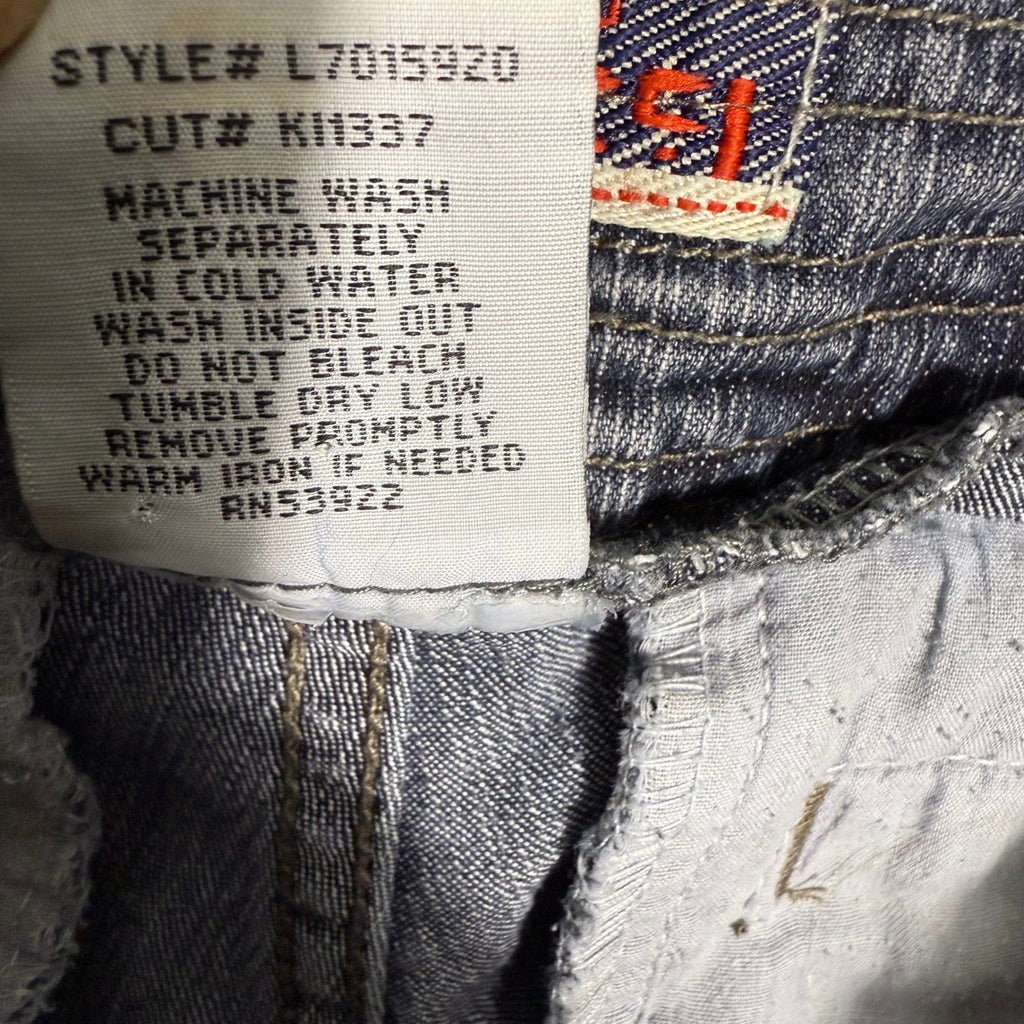 STYLE# L7015920
CUT# K11337
MACHINE WASH
SEPARATELY
IN COLD WATER
WASH INSIDE OUT
DO NOT BLEACH
TUMBLE DRY LOW
REMOVE PROMPTLY
WARM IRON IF NEEDED
RN53922